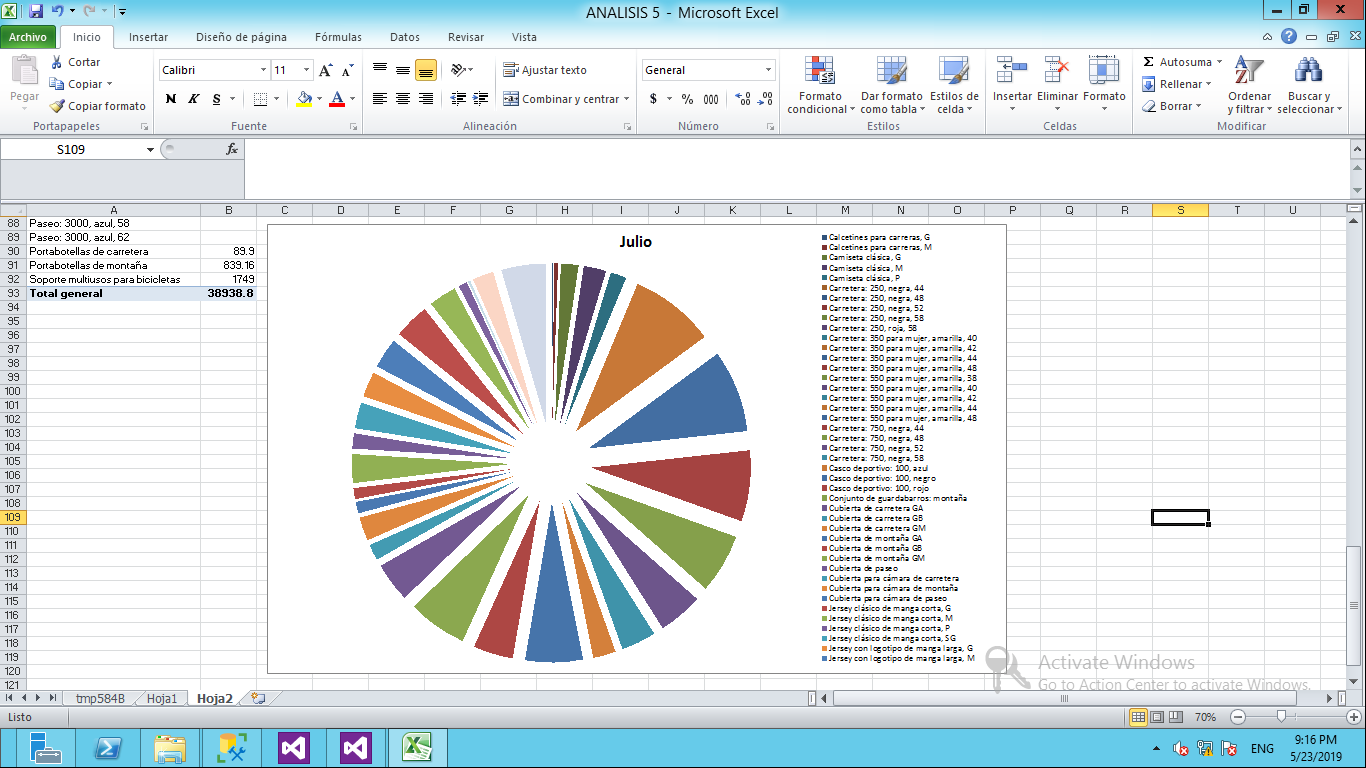 ANALISIS 5 - Microsoft Excel
Archivo Inicio Insertar Diseño de página Fórmulas Datos Revisar Vista
Pegar
Cortar
Copiar
Copiar formato
Portapapeles
Calibri 11
N K S
Fuente
Ajustar texto
Combinar y centrar
Alineación
General
$ % 000
Número
Formato condicional
Dar formato como tabla
Estilos de celda
Estilos
Insertar Eliminar Formato
Celdas
Autosuma
Rellenar
Borrar
Ordenar y filtrar
Buscar y seleccionar
Modificar
S109
fx
A B C D E F G H I J K L M N O P Q R S T U
88 Paseo: 3000, azul, 58
89 Paseo: 3000, azul, 62
90 Portabotellas de carretera 89.9
91 Portabotellas de montaña 839.16
92 Soporte multiusos para bicicletas 1749
93 Total general 38938.8
94
95
96
97
98
99
100
101
102
103
104
105
106
107
108
109
110
111
112
113
114
115
116
117
118
119
120
121
Julio
Calcetines para carreras, G
Calcetines para carreras, M
Camiseta clásica, G
Camiseta clásica, M
Camiseta clásica, P
Carretera: 250, negra, 44
Carretera: 250, negra, 48
Carretera: 250, negra, 52
Carretera: 250, negra, 58
Carretera: 250, roja, 58
Carretera: 350 para mujer, amarilla, 40
Carretera: 350 para mujer, amarilla, 42
Carretera: 350 para mujer, amarilla, 44
Carretera: 350 para mujer, amarilla, 48
Carretera: 550 para mujer, amarilla, 38
Carretera: 550 para mujer, amarilla, 40
Carretera: 550 para mujer, amarilla, 42
Carretera: 550 para mujer, amarilla, 44
Carretera: 550 para mujer, amarilla, 48
Carretera: 750, negra, 44
Carretera: 750, negra, 48
Carretera: 750, negra, 52
Carretera: 750, negra, 58
Casco deportivo: 100, azul
Casco deportivo: 100, negro
Casco deportivo: 100, rojo
Conjunto de guardabarros: montaña
Cubierta de carretera GA
Cubierta de carretera GB
Cubierta de carretera GM
Cubierta de montaña GA
Cubierta de montaña GB
Cubierta de montaña GM
Cubierta de paseo
Cubierta para cámara de carretera
Cubierta para cámara de montaña
Cubierta para cámara de paseo
Jersey clásico de manga corta, G
Jersey clásico de manga corta, M
Jersey clásico de manga corta, P
Jersey clásico de manga corta, SG
Jersey con logotipo de manga larga, G
Jersey con logotipo de manga larga, M
Activate Windows
Go to Action Center to activate Windows.
tmp584B Hoja1 Hoja2
Listo
70%
ENG
9:16 PM
5/23/2019